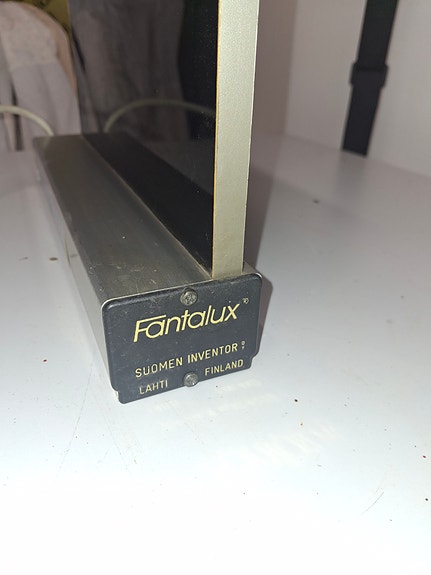 Fantalux
SUOMEN INVENTOR oy
LAHTI FINLAND